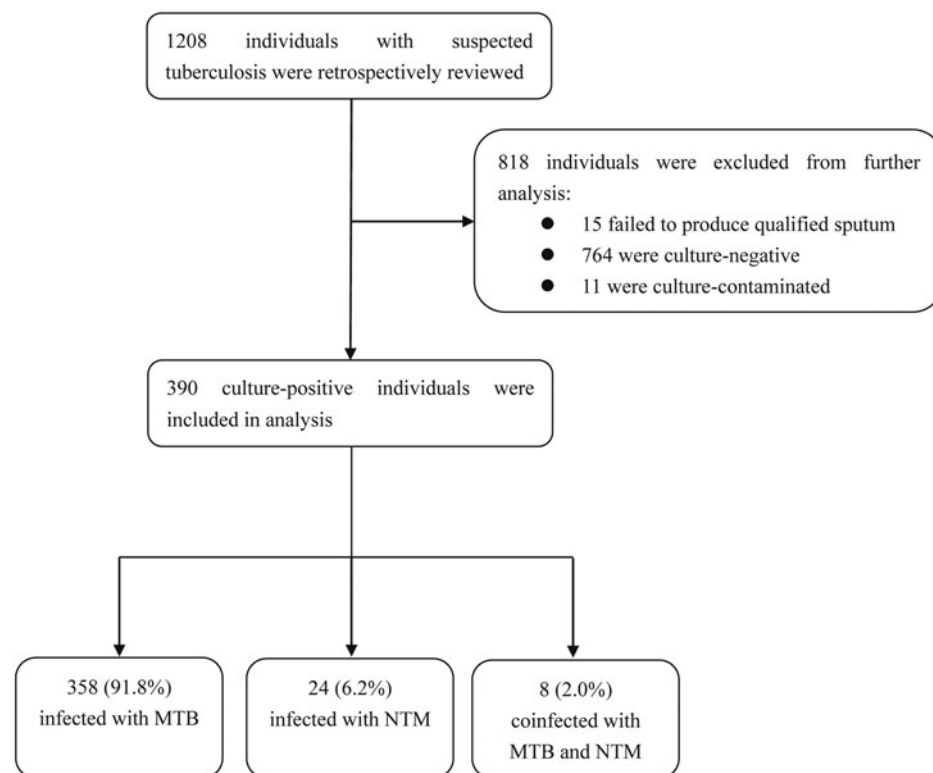 1208 individuals with suspected
tuberculosis were retrospectively reviewed
818 individuals were excluded from further
analysis:
● 15 failed to produce qualified sputum
● 764 were culture-negative
● 11 were culture-contaminated
390 culture-positive individuals were
included in analysis
358 (91.8%)
infected with MTB
24 (6.2%)
infected with NTM
8 (2.0%)
coinfected with
MTB and NTM